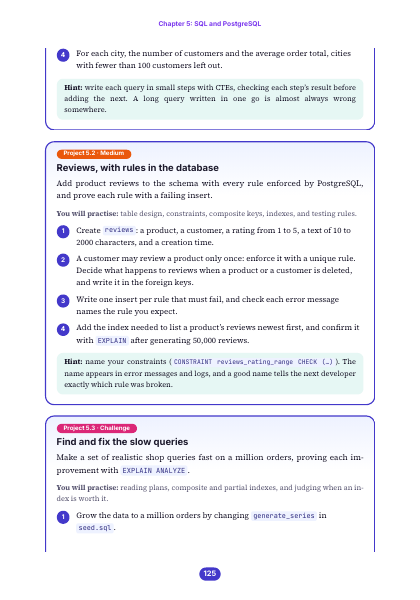 Chapter 5: SQL and PostgreSQL
4 For each city, the number of customers and the average order total, cities
with fewer than 100 customers left out.
Hint: write each query in small steps with CTEs, checking each step's result before
adding the next. A long query written in one go is almost always wrong
somewhere.
Project 5.2 · Medium
Reviews, with rules in the database
Add product reviews to the schema with every rule enforced by PostgreSQL,
and prove each rule with a failing insert.
You will practise: table design, constraints, composite keys, indexes, and testing rules.
1 Create reviews: a product, a customer, a rating from 1 to 5, a text of 10 to
2000 characters, and a creation time.
2 A customer may review a product only once: enforce it with a unique rule.
Decide what happens to reviews when a product or a customer is deleted,
and write it in the foreign keys.
3 Write one insert per rule that must fail, and check each error message
names the rule you expect.
4 Add the index needed to list a product's reviews newest first, and confirm it
with EXPLAIN after generating 50,000 reviews.
Hint: name your constraints (CONSTRAINT reviews_rating_range CHECK (…)). The
name appears in error messages and logs, and a good name tells the next developer
exactly which rule was broken.
Project 5.3 · Challenge
Find and fix the slow queries
Make a set of realistic shop queries fast on a million orders, proving each im-
provement with EXPLAIN ANALYZE.
You will practise: reading plans, composite and partial indexes, and judging when an in-
dex is worth it.
1 Grow the data to a million orders by changing generate_series in
seed.sql.
125